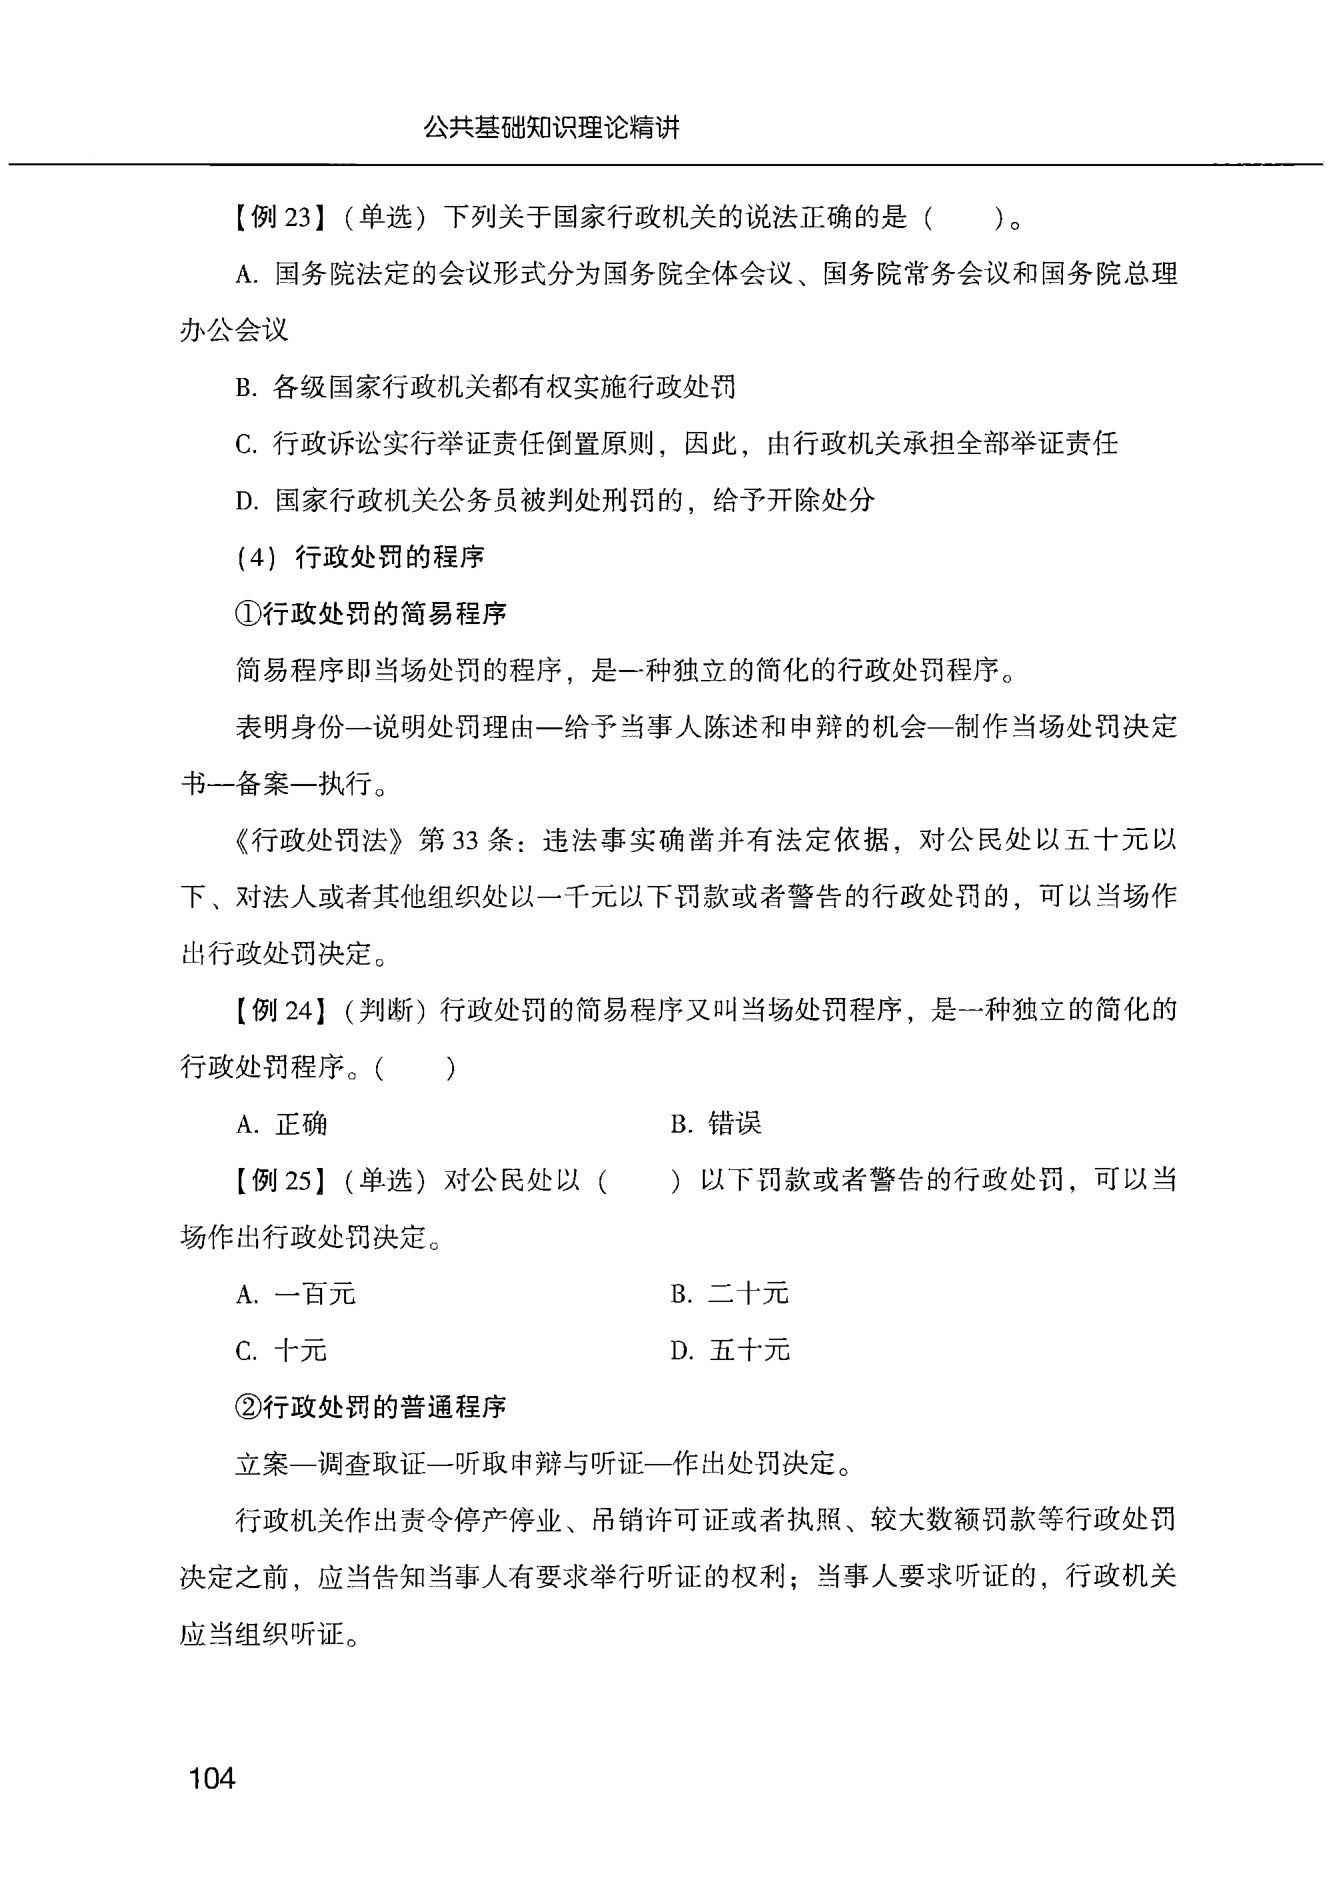 公共基础知识理论精讲
【例 23】(单选) 下列关于国家行政机关的说法正确的是 (　　)。
A. 国务院法定的会议形式分为国务院全体会议、国务院常务会议和国务院总理
办公会议
B. 各级国家行政机关都有权实施行政处罚
C. 行政诉讼实行举证责任倒置原则，因此，由行政机关承担全部举证责任
D. 国家行政机关公务员被判处刑罚的，给予开除处分
(4) 行政处罚的程序
①行政处罚的简易程序
简易程序即当场处罚的程序，是一种独立的简化的行政处罚程序。
表明身份—说明处罚理由—给予当事人陈述和申辩的机会—制作当场处罚决定
书—备案—执行。
《行政处罚法》第 33 条：违法事实确凿并有法定依据，对公民处以五十元以
下、对法人或者其他组织处以一千元以下罚款或者警告的行政处罚的，可以当场作
出行政处罚决定。
【例 24】(判断) 行政处罚的简易程序又叫当场处罚程序，是一种独立的简化的
行政处罚程序。(　　)
A. 正确　　B. 错误
【例 25】(单选) 对公民处以 (　　) 以下罚款或者警告的行政处罚，可以当
场作出行政处罚决定。
A. 一百元　　B. 二十元
C. 十元　　D. 五十元
②行政处罚的普通程序
立案—调查取证—听取申辩与听证—作出处罚决定。
行政机关作出责令停产停业、吊销许可证或者执照、较大数额罚款等行政处罚
决定之前，应当告知当事人有要求举行听证的权利；当事人要求听证的，行政机关
应当组织听证。
104